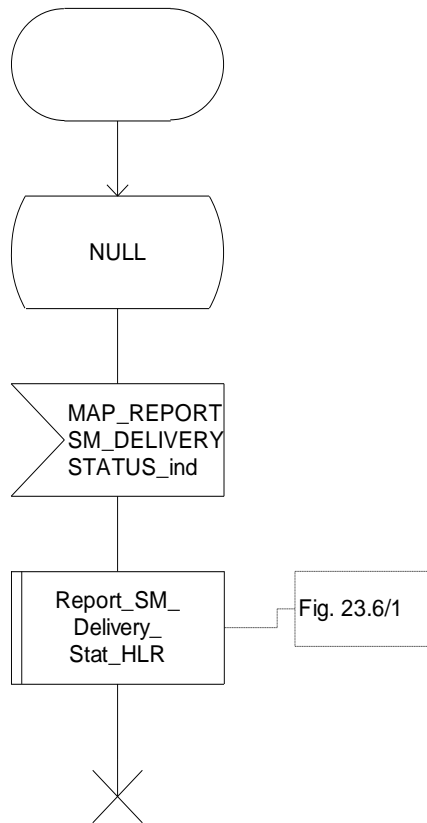 NULL
MAP_REPORT
SM_DELIVERY
STATUS_ind
Report_SM_
Delivery_
Stat_HLR
Fig. 23.6/1